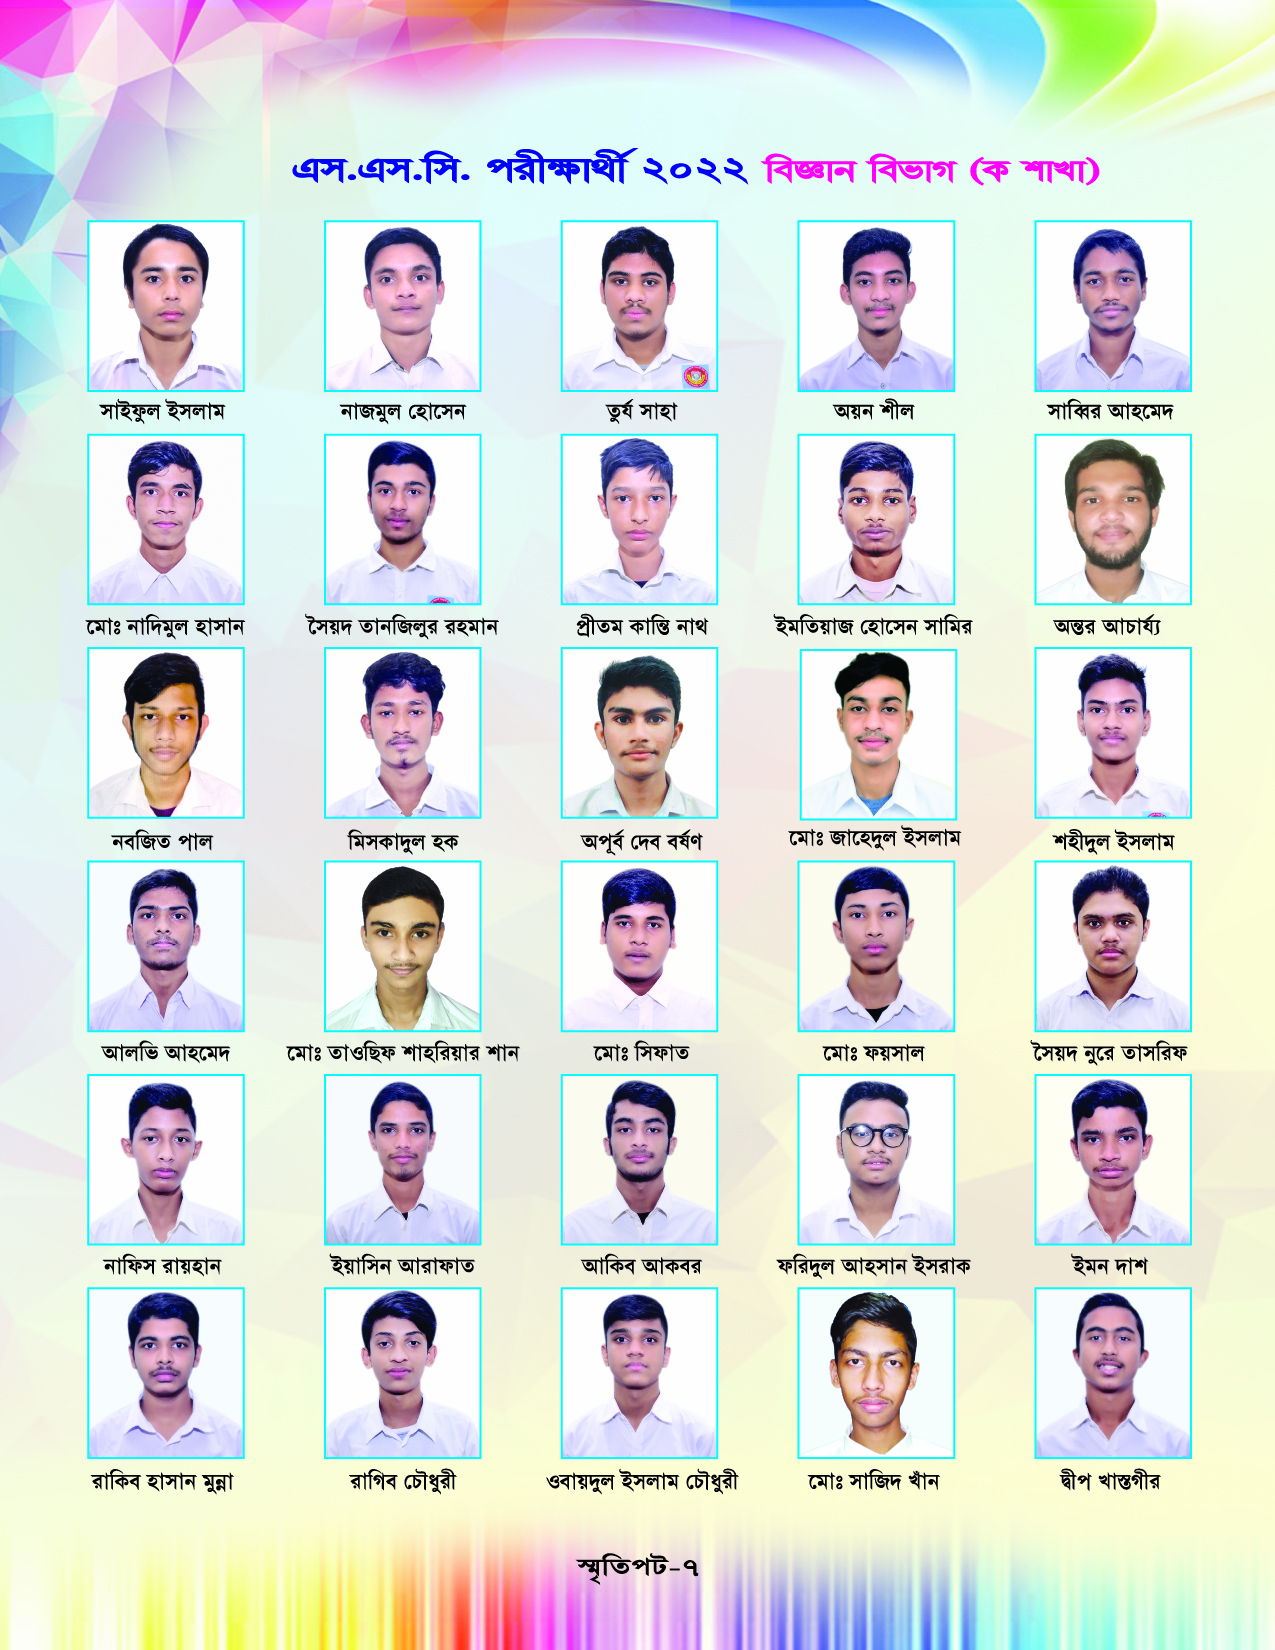 এস.এস.সি. পরীক্ষার্থী ২০২২ বিজ্ঞান বিভাগ (ক শাখা)
সাইফুল ইসলাম নাজমুল হোসেন তুর্য সাহা অয়ন শীল সাব্বির আহমেদ
মোঃ নাদিমুল হাসান সৈয়দ তানজিলুর রহমান প্রীতম কান্তি নাথ ইমতিয়াজ হোসেন সামির অন্তর আচার্য্য
নবজিত পাল মিসকাদুল হক অপূর্ব দেব বর্ষণ মোঃ জাহেদুল ইসলাম শহীদুল ইসলাম
আলভি আহমেদ মোঃ তাওছিফ শাহরিয়ার শান মোঃ সিফাত মোঃ ফয়সাল সৈয়দ নুরে তাসরিফ
নাফিস রায়হান ইয়াসিন আরাফাত আকিব আকবর ফরিদুল আহসান ইসরাক ইমন দাশ
রাকিব হাসান মুন্না রাগিব চৌধুরী ওবায়দুল ইসলাম চৌধুরী মোঃ সাজিদ খাঁন দ্বীপ খাস্তগীর
স্মৃতিপট-৭